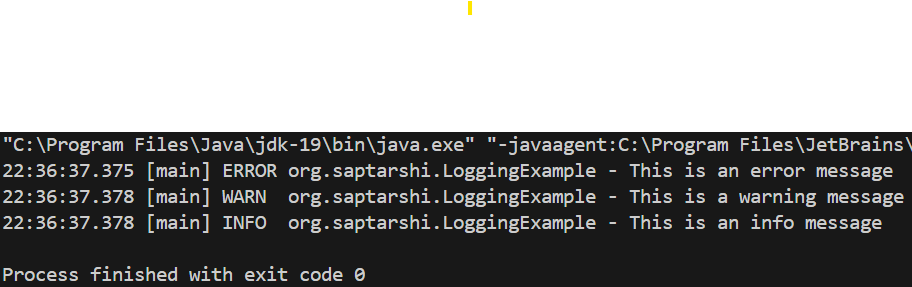 "C:\Program Files\Java\jdk-19\bin\java.exe" "-javaagent:C:\Program Files\JetBrains\
22:36:37.375 [main] ERROR org.saptarshi.LoggingExample - This is an error message
22:36:37.378 [main] WARN  org.saptarshi.LoggingExample - This is a warning message
22:36:37.378 [main] INFO  org.saptarshi.LoggingExample - This is an info message
Process finished with exit code 0